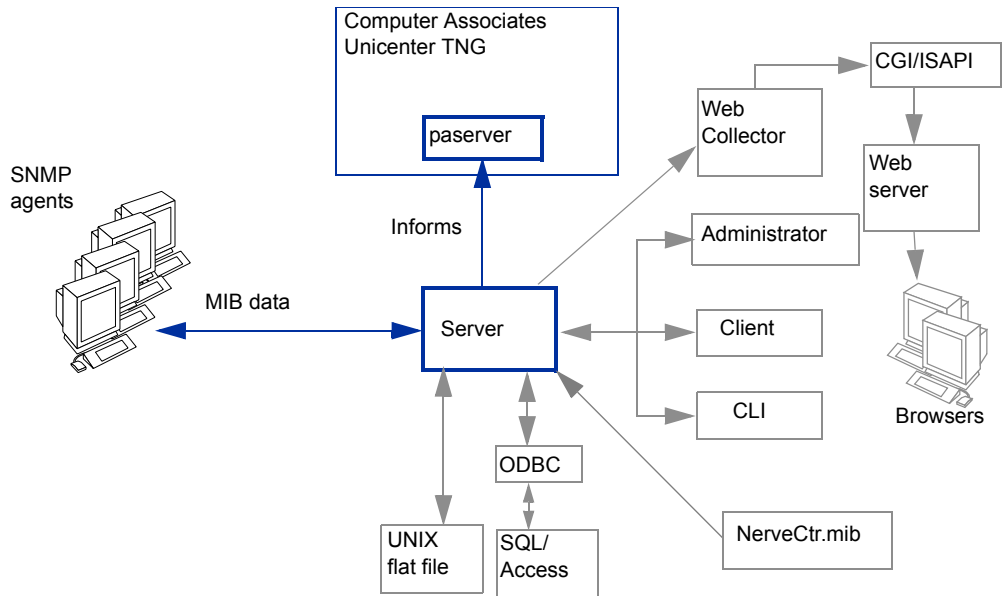 Computer Associates
Unicenter TNG
paserver
CGI/ISAPI
Web
Collector
Web
server
SNMP
agents
Informs
Administrator
MIB data
Server
Client
CLI
Browsers
ODBC
UNIX
flat file
SQL/
Access
NerveCtr.mib